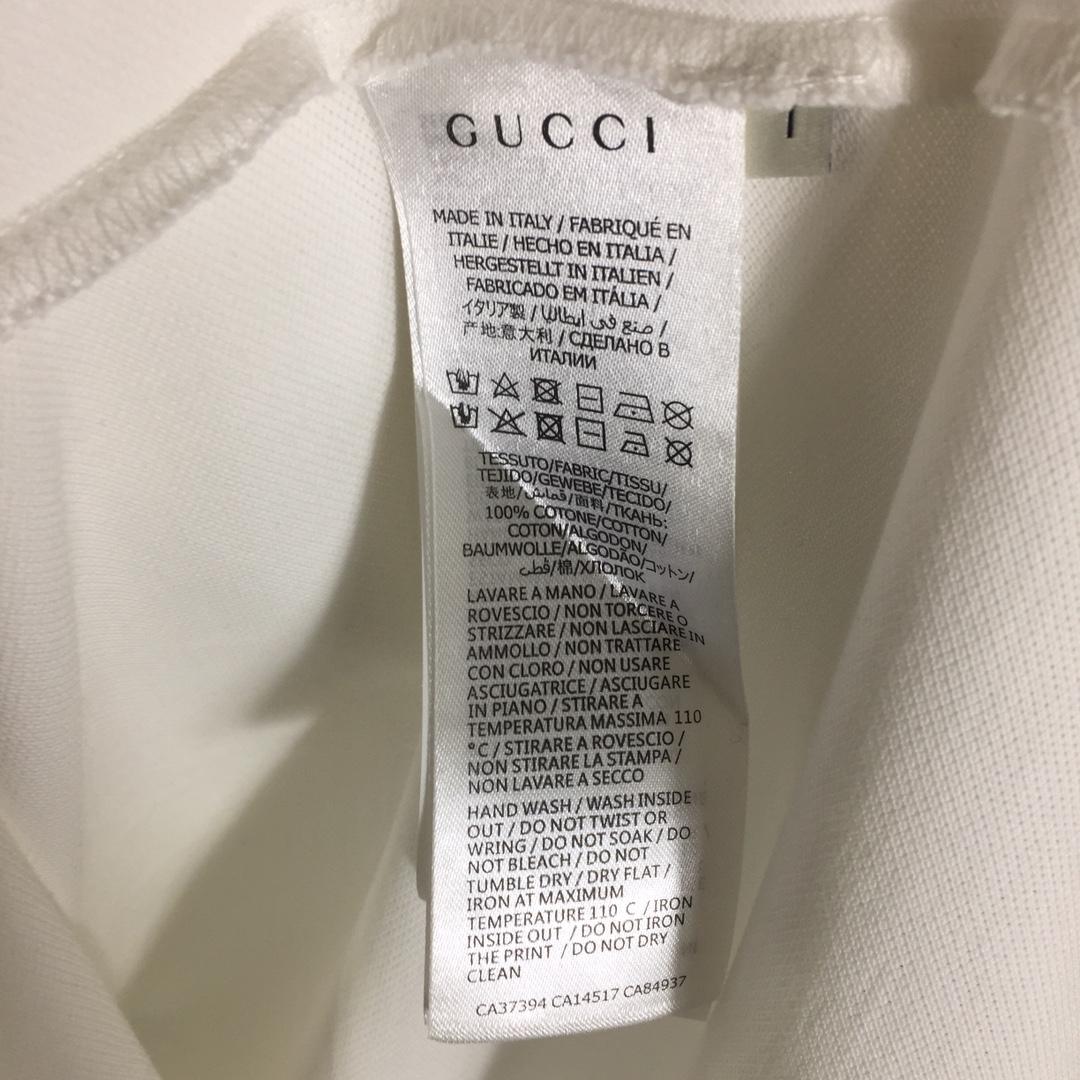 GUCCI
MADE IN ITALY / FABRIQUÉ EN
ITALIE / HECHO EN ITALIA /
HERGESTELLT IN ITALIEN /
FABRICADO EM ITÁLIA /
イタリア製 / صنع في ايطاليا /
产地:意大利 / СДЕЛАНО В
ИТАЛИИ
TESSUTO/FABRIC/TISSU/
TEJIDO/GEWEBE/TECIDO/
表地/قماش/面料/ТКАНЬ:
100% COTONE/COTTON/
COTON/ALGODON/
BAUMWOLLE/ALGODÃO/コットン/
قطن/棉/ХЛОПОК
LAVARE A MANO / LAVARE A
ROVESCIO / NON TORCERE O
STRIZZARE / NON LASCIARE IN
AMMOLLO / NON TRATTARE
CON CLORO / NON USARE
ASCIUGATRICE / ASCIUGARE
IN PIANO / STIRARE A
TEMPERATURA MASSIMA 110
°C / STIRARE A ROVESCIO /
NON STIRARE LA STAMPA /
NON LAVARE A SECCO
HAND WASH / WASH INSIDE
OUT / DO NOT TWIST OR
WRING / DO NOT SOAK / DO
NOT BLEACH / DO NOT
TUMBLE DRY / DRY FLAT /
IRON AT MAXIMUM
TEMPERATURE 110 C / IRON
INSIDE OUT / DO NOT IRON
THE PRINT / DO NOT DRY
CLEAN
CA37394 CA14517 CA84937